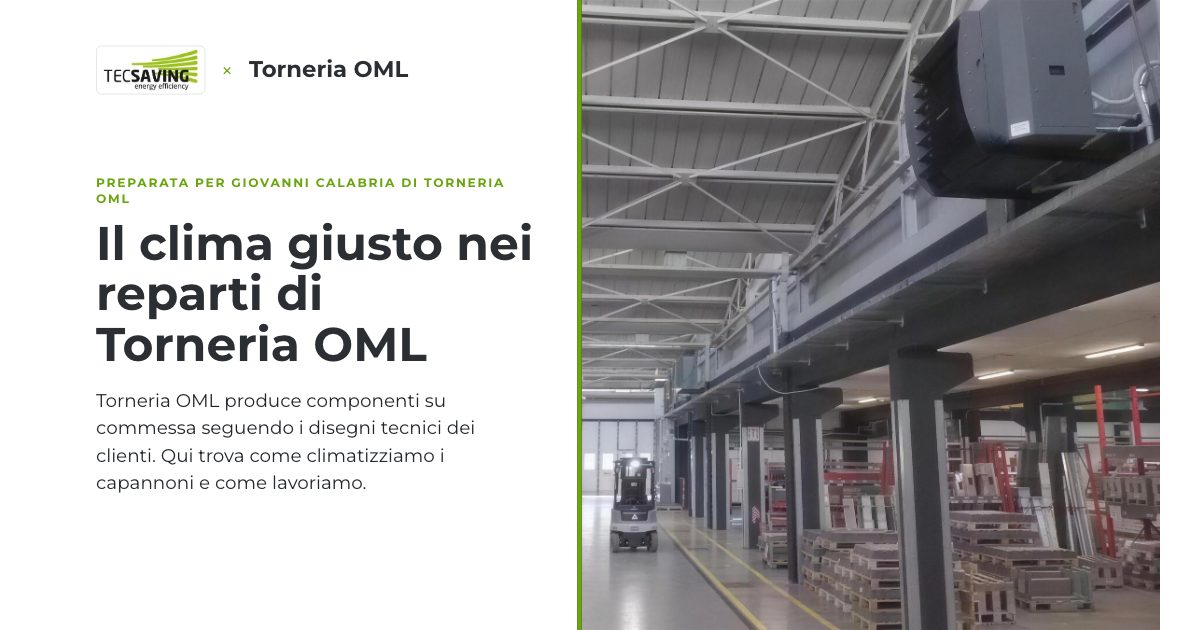 TECSAVING
energy efficiency
× Torneria OML
PREPARATA PER GIOVANNI CALABRIA DI TORNERIA
OML
Il clima giusto nei
reparti di
Torneria OML
Torneria OML produce componenti su
commessa seguendo i disegni tecnici dei
clienti. Qui trova come climatizziamo i
capannoni e come lavoriamo.